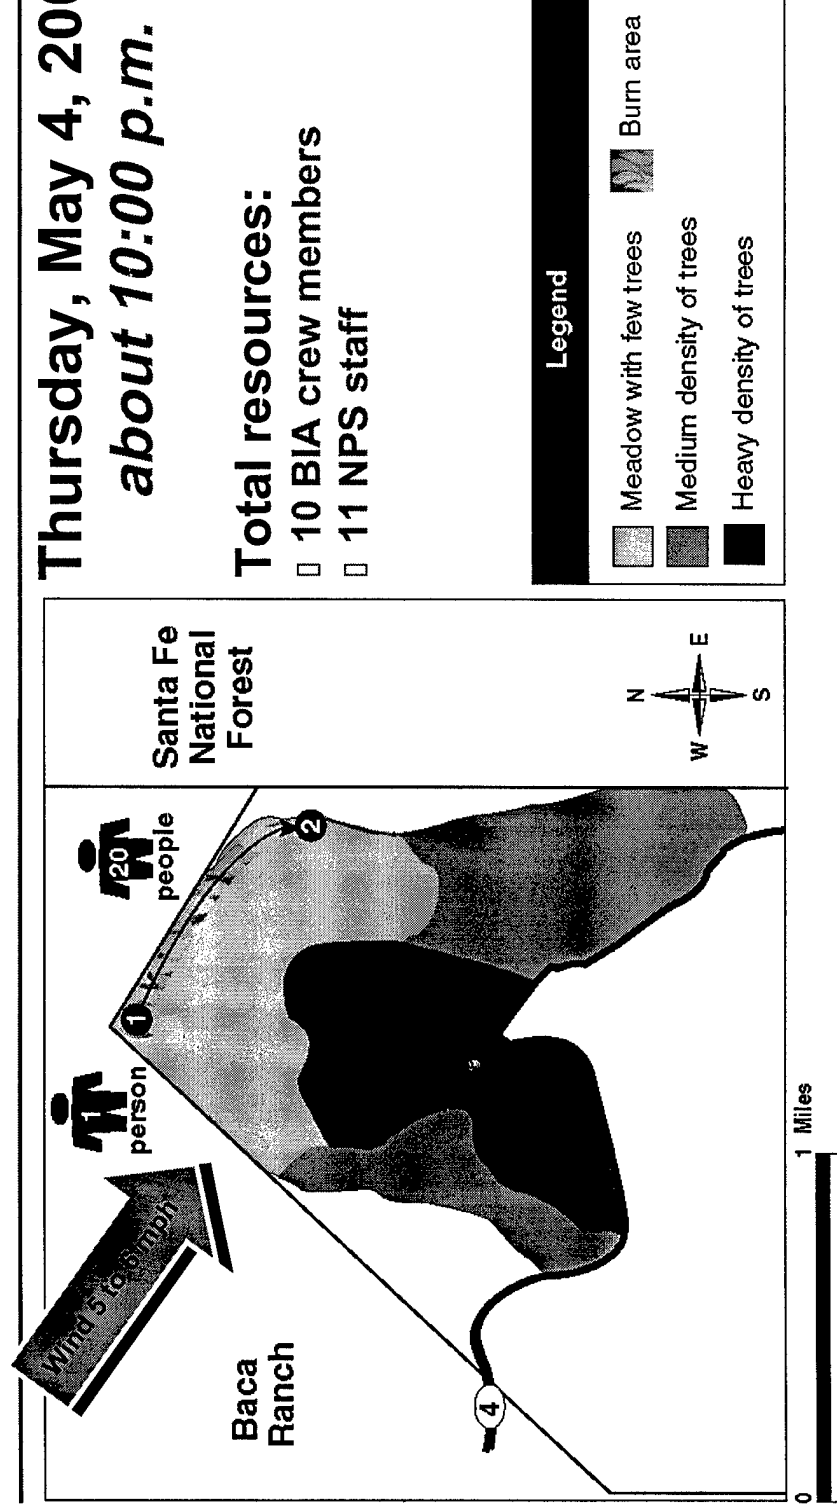 Thursday, May 4, 200
about 10:00 p.m.
Total resources:
10 BIA crew members
11 NPS staff
Wind 5 to 6 mph
1
person
20
people
Santa Fe
National
Forest
Baca
Ranch
1
2
4
N
W
E
S
0
1 Miles
Legend
Meadow with few trees
Medium density of trees
Heavy density of trees
Burn area